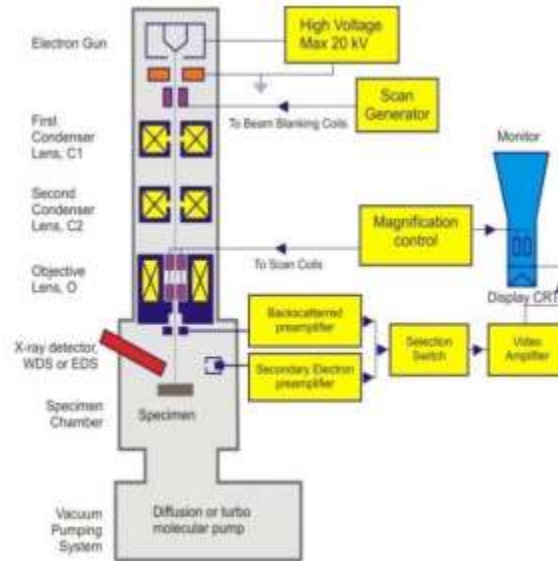 Electron Gun
High Voltage
Max 20 kV
Scan
Generator
To Beam Blanking Coils
First
Condenser
Lens, C1
Monitor
Second
Condenser
Lens, C2
Magnification
control
To Scan Coils
Objective
Lens, O
Display CRT
Backscatterred
preamplifier
X-ray detector,
WDS or EDS
Selection
Switch
Video
Amplifier
Secondary Electron
preamplifier
Specimen
Chamber
Specimen
Diffusion or turbo
molecular pump
Vacuum
Pumping
System